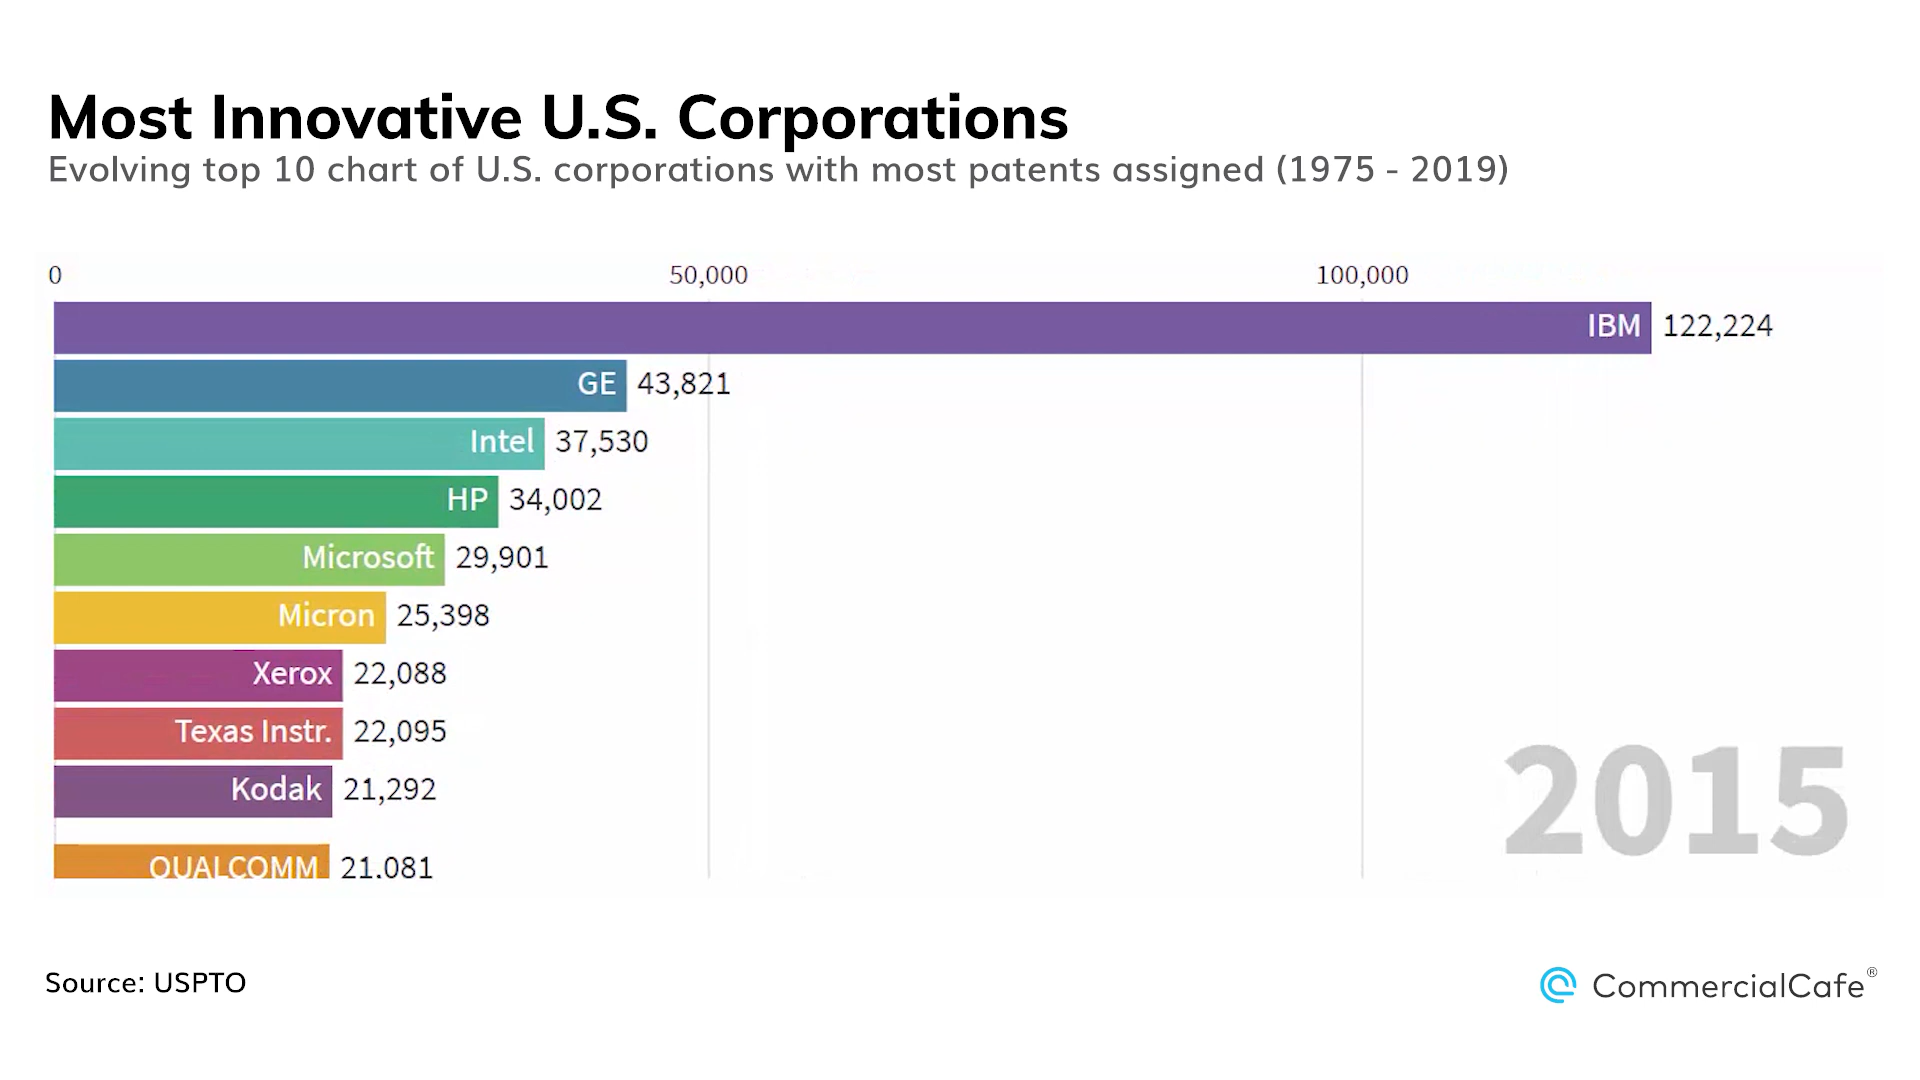 Most Innovative U.S. Corporations
Evolving top 10 chart of U.S. corporations with most patents assigned (1975 - 2019)
0 50,000 100,000
IBM 122,224
GE 43,821
Intel 37,530
HP 34,002
Microsoft 29,901
Micron 25,398
Xerox 22,088
Texas Instr. 22,095
Kodak 21,292
QUALCOMM 21,081
2015
Source: USPTO
CommercialCafe®